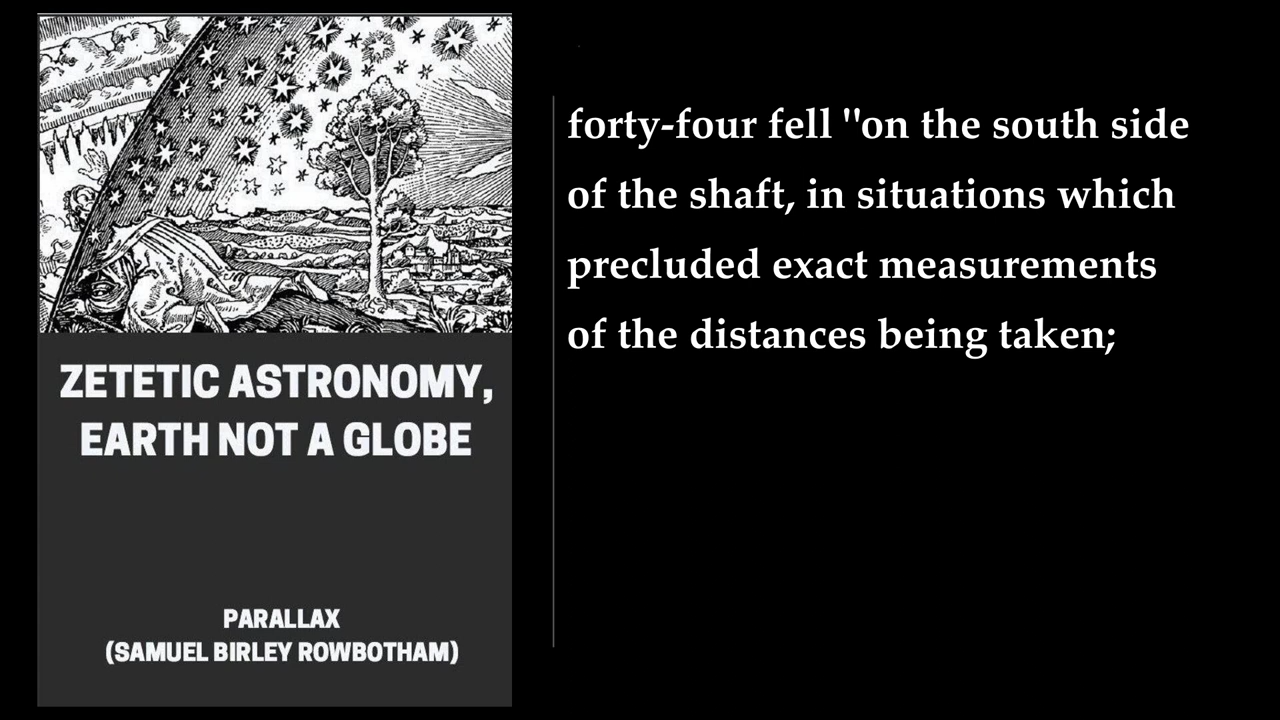 ZETETIC ASTRONOMY,
EARTH NOT A GLOBE
PARALLAX
(SAMUEL BIRLEY ROWBOTHAM)
forty-four fell "on the south side
of the shaft, in situations which
precluded exact measurements
of the distances being taken;